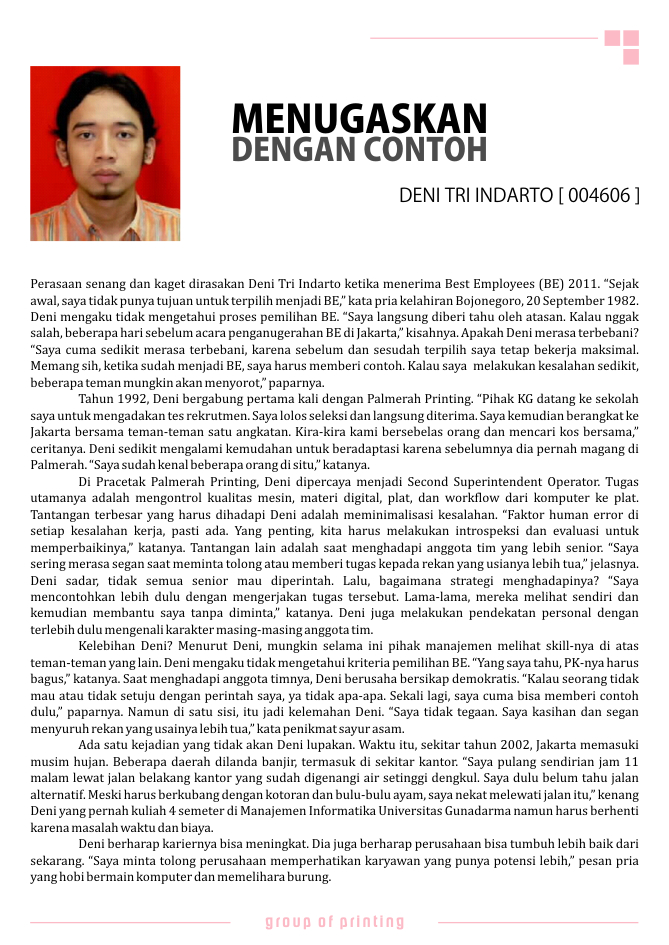 MENUGASKAN
DENGAN CONTOH
DENI TRI INDARTO [ 004606 ]
Perasaan senang dan kaget dirasakan Deni Tri Indarto ketika menerima Best Employees (BE) 2011. “Sejak
awal, saya tidak punya tujuan untuk terpilih menjadi BE,” kata pria kelahiran Bojonegoro, 20 September 1982.
Deni mengaku tidak mengetahui proses pemilihan BE. “Saya langsung diberi tahu oleh atasan. Kalau nggak
salah, beberapa hari sebelum acara penganugerahan BE di Jakarta,” kisahnya. Apakah Deni merasa terbebani?
“Saya cuma sedikit merasa terbebani, karena sebelum dan sesudah terpilih saya tetap bekerja maksimal.
Memang sih, ketika sudah menjadi BE, saya harus memberi contoh. Kalau saya melakukan kesalahan sedikit,
beberapa teman mungkin akan menyorot,” paparnya.
Tahun 1992, Deni bergabung pertama kali dengan Palmerah Printing. “Pihak KG datang ke sekolah
saya untuk mengadakan tes rekrutmen. Saya lolos seleksi dan langsung diterima. Saya kemudian berangkat ke
Jakarta bersama teman-teman satu angkatan. Kira-kira kami bersebelas orang dan mencari kos bersama,”
ceritanya. Deni sedikit mengalami kemudahan untuk beradaptasi karena sebelumnya dia pernah magang di
Palmerah. “Saya sudah kenal beberapa orang di situ,” katanya.
Di Pracetak Palmerah Printing, Deni dipercaya menjadi Second Superintendent Operator. Tugas
utamanya adalah mengontrol kualitas mesin, materi digital, plat, dan workflow dari komputer ke plat.
Tantangan terbesar yang harus dihadapi Deni adalah meminimalisasi kesalahan. “Faktor human error di
setiap kesalahan kerja, pasti ada. Yang penting, kita harus melakukan introspeksi dan evaluasi untuk
memperbaikinya,” katanya. Tantangan lain adalah saat menghadapi anggota tim yang lebih senior. “Saya
sering merasa segan saat meminta tolong atau memberi tugas kepada rekan yang usianya lebih tua,” jelasnya.
Deni sadar, tidak semua senior mau diperintah. Lalu, bagaimana strategi menghadapinya? “Saya
mencontohkan lebih dulu dengan mengerjakan tugas tersebut. Lama-lama, mereka melihat sendiri dan
kemudian membantu saya tanpa diminta,” katanya. Deni juga melakukan pendekatan personal dengan
terlebih dulu mengenali karakter masing-masing anggota tim.
Kelebihan Deni? Menurut Deni, mungkin selama ini pihak manajemen melihat skill-nya di atas
teman-teman yang lain. Deni mengaku tidak mengetahui kriteria pemilihan BE. “Yang saya tahu, PK-nya harus
bagus,” katanya. Saat menghadapi anggota timnya, Deni berusaha bersikap demokratis. “Kalau seorang tidak
mau atau tidak setuju dengan perintah saya, ya tidak apa-apa. Sekali lagi, saya cuma bisa memberi contoh
dulu,” paparnya. Namun di satu sisi, itu jadi kelemahan Deni. “Saya tidak tegaan. Saya kasihan dan segan
menyuruh rekan yang usainya lebih tua,” kata penikmat sayur asam.
Ada satu kejadian yang tidak akan Deni lupakan. Waktu itu, sekitar tahun 2002, Jakarta memasuki
musim hujan. Beberapa daerah dilanda banjir, termasuk di sekitar kantor. “Saya pulang sendirian jam 11
malam lewat jalan belakang kantor yang sudah digenangi air setinggi dengkul. Saya dulu belum tahu jalan
alternatif. Meski harus berkubang dengan kotoran dan bulu-bulu ayam, saya nekat melewati jalan itu,” kenang
Deni yang pernah kuliah 4 semeter di Manajemen Informatika Universitas Gunadarma namun harus berhenti
karena masalah waktu dan biaya.
Deni berharap kariernya bisa meningkat. Dia juga berharap perusahaan bisa tumbuh lebih baik dari
sekarang. “Saya minta tolong perusahaan memperhatikan karyawan yang punya potensi lebih,” pesan pria
yang hobi bermain komputer dan memelihara burung.
group of printing